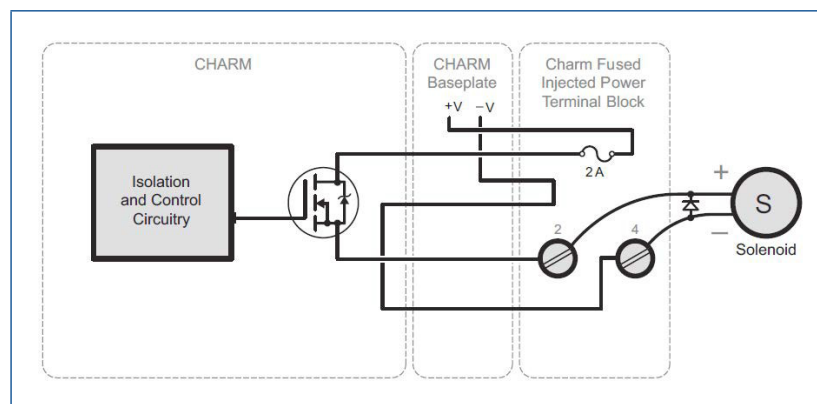 CHARM
CHARM
Baseplate
Charm Fused
Injected Power
Terminal Block
+V
–V
2 A
Isolation
and Control
Circuitry
+
S
–
Solenoid
2
4